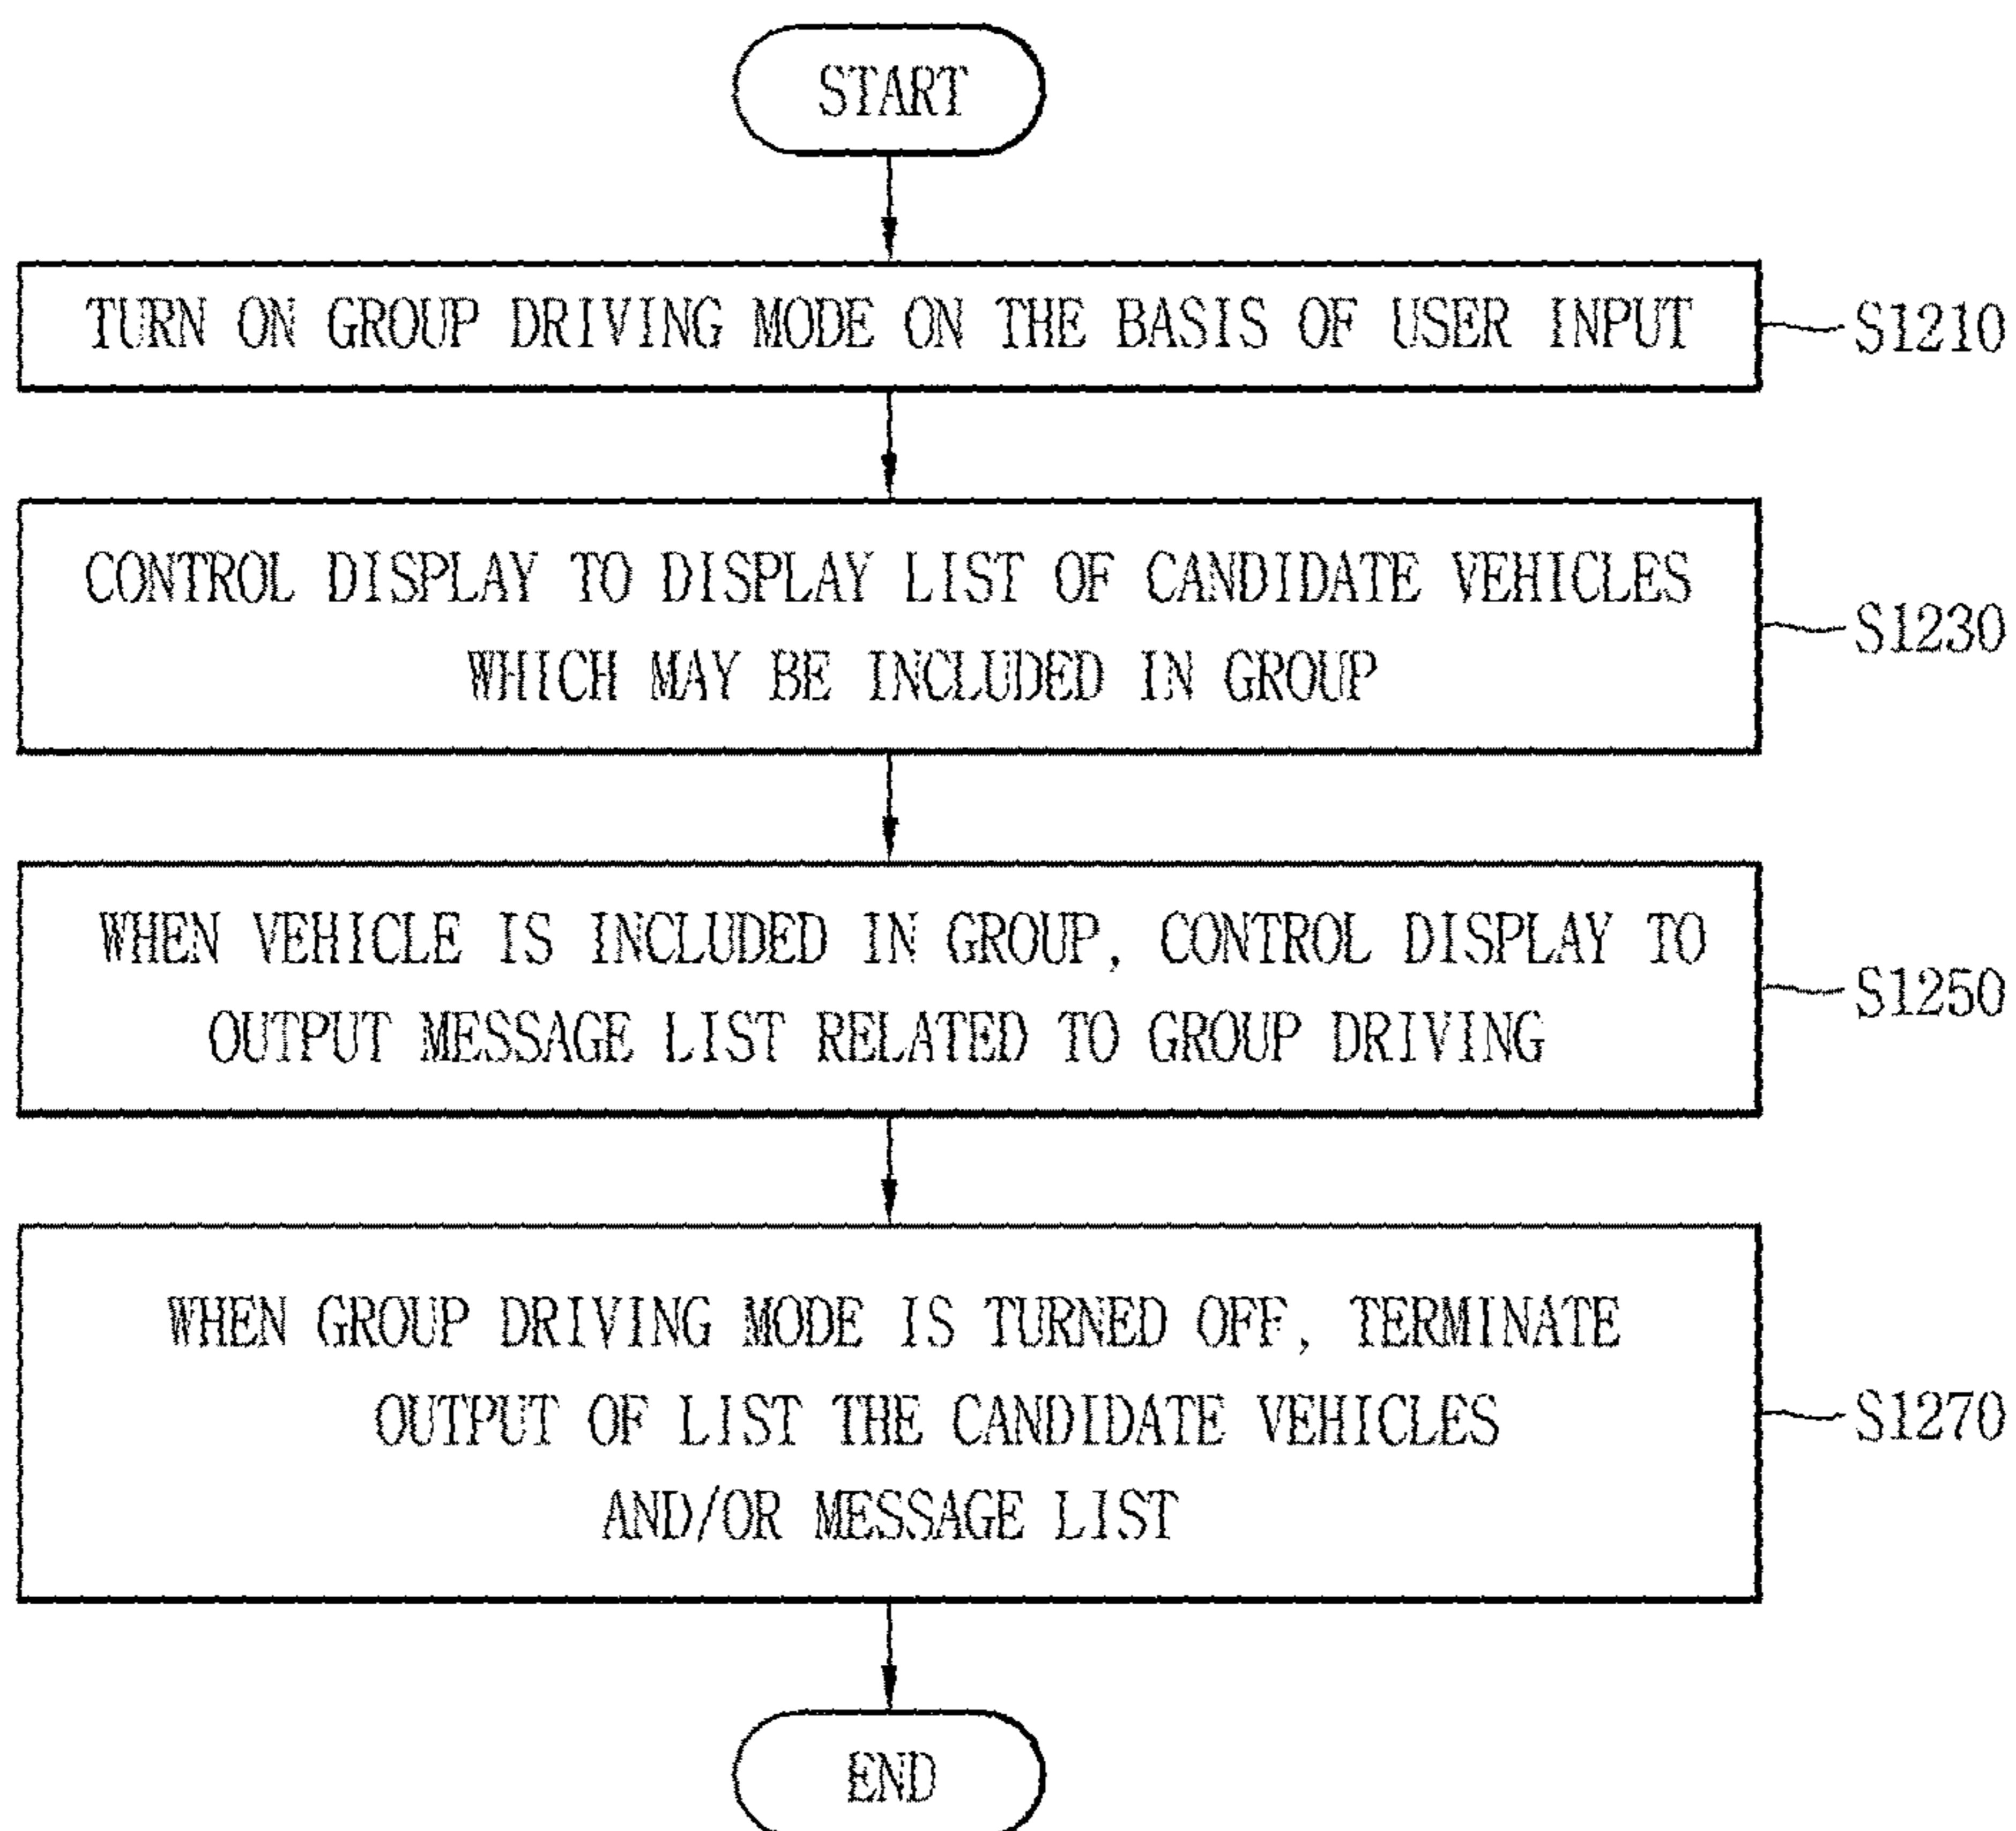 START
TURN ON GROUP DRIVING MODE ON THE BASIS OF USER INPUT
S1210
CONTROL DISPLAY TO DISPLAY LIST OF CANDIDATE VEHICLES
WHICH MAY BE INCLUDED IN GROUP
S1230
WHEN VEHICLE IS INCLUDED IN GROUP, CONTROL DISPLAY TO
OUTPUT MESSAGE LIST RELATED TO GROUP DRIVING
S1250
WHEN GROUP DRIVING MODE IS TURNED OFF, TERMINATE
OUTPUT OF LIST THE CANDIDATE VEHICLES
AND/OR MESSAGE LIST
S1270
END